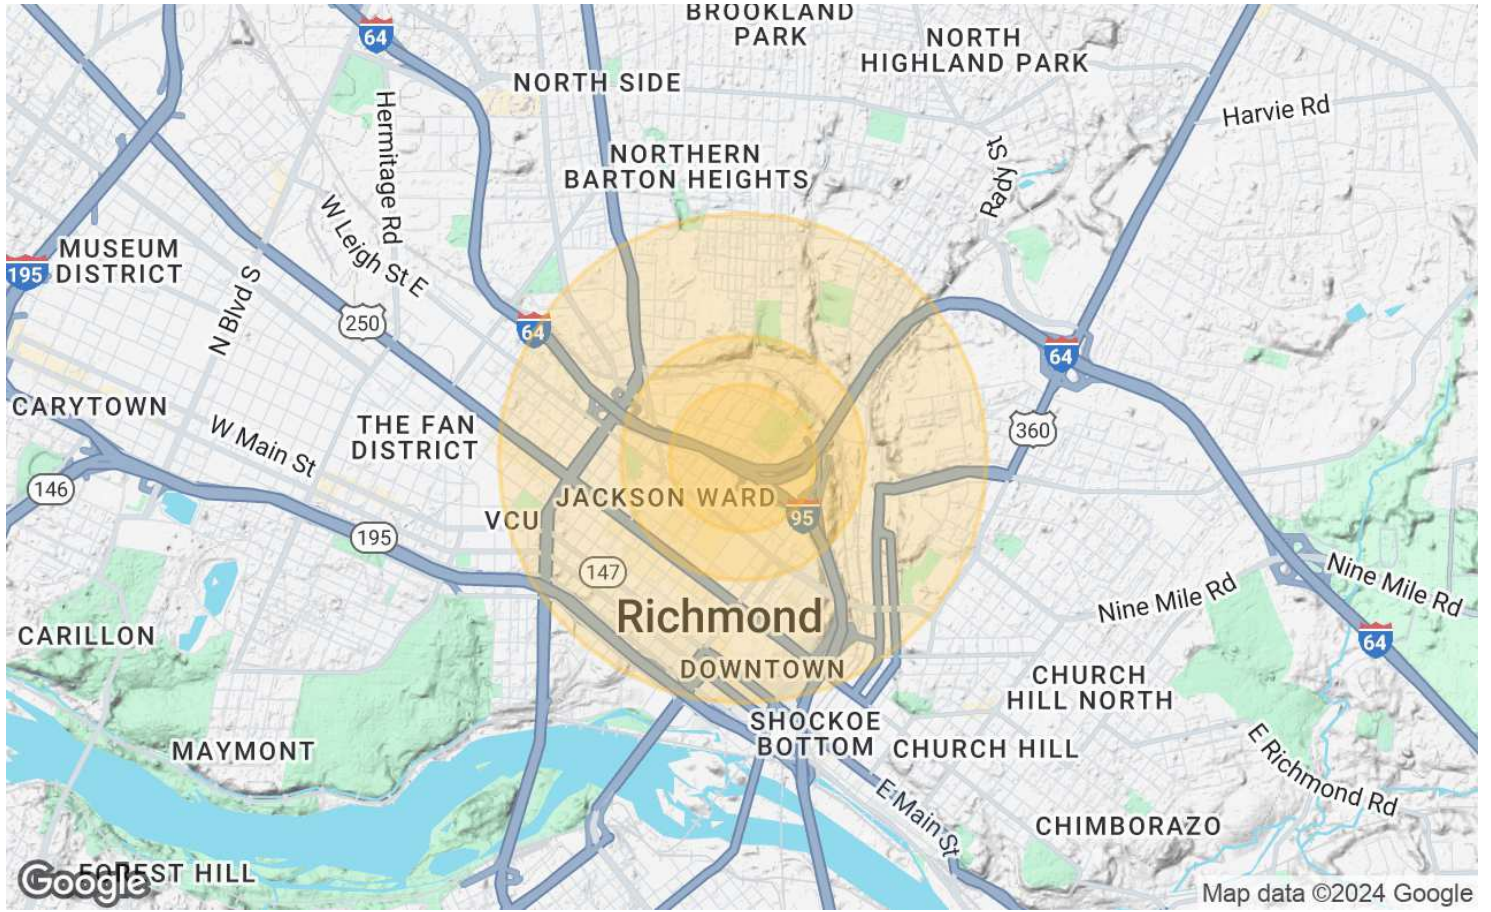 BROOKLAND
PARK
64
NORTH
HIGHLAND PARK
NORTH SIDE
Hermitage Rd
Harvie Rd
NORTHERN
BARTON HEIGHTS
Rady St
W Leigh St E
MUSEUM
DISTRICT
195
N Blvd S
250
64
64
CARYTOWN
THE FAN
DISTRICT
W Main St
360
146
JACKSON WARD
VCU
95
195
147
Nine Mile Rd
Nine Mile Rd
Richmond
CARILLON
64
DOWNTOWN
CHURCH
HILL NORTH
SHOCKOE
BOTTOM
CHURCH HILL
MAYMONT
E Richmond Rd
E Main St
CHIMBORAZO
FOREST HILL
Google
Map data ©2024 Google